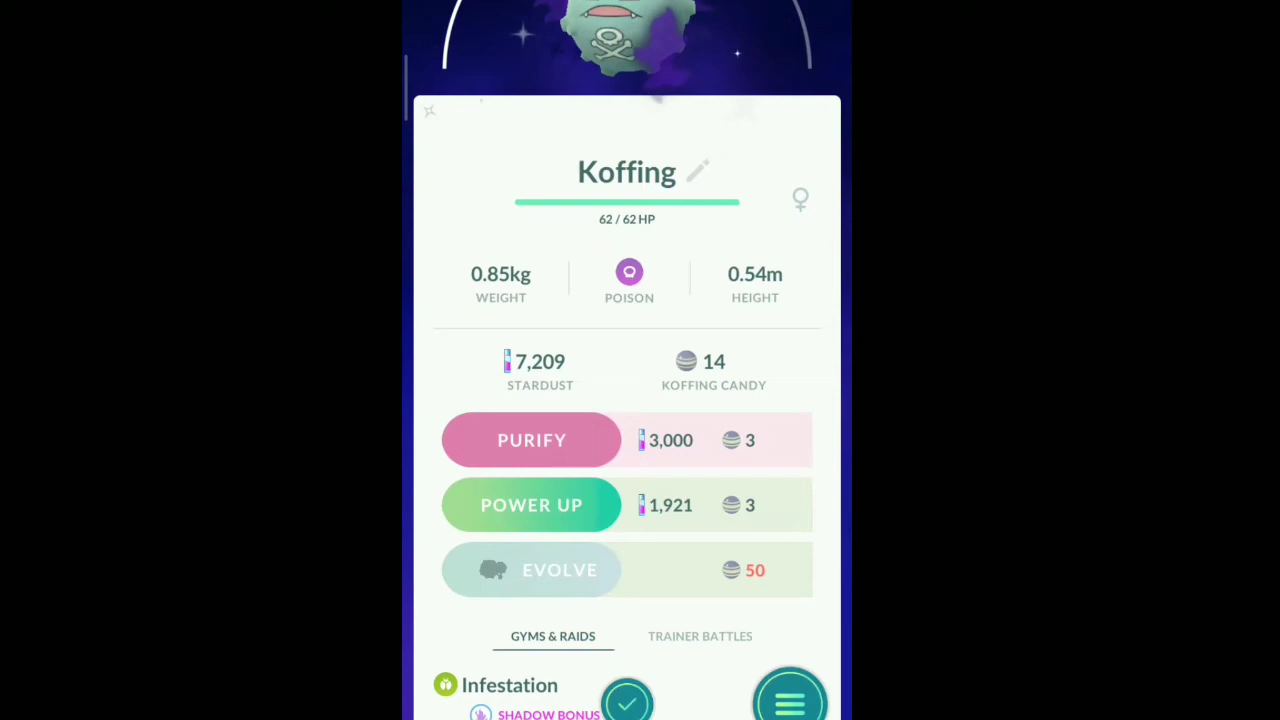 Koffing
62 / 62 HP
0.85kg
WEIGHT
POISON
0.54m
HEIGHT
7,209
STARDUST
14
KOFFING CANDY
PURIFY 3,000 3
POWER UP 1,921 3
EVOLVE 50
GYMS & RAIDS TRAINER BATTLES
Infestation
SHADOW BONUS